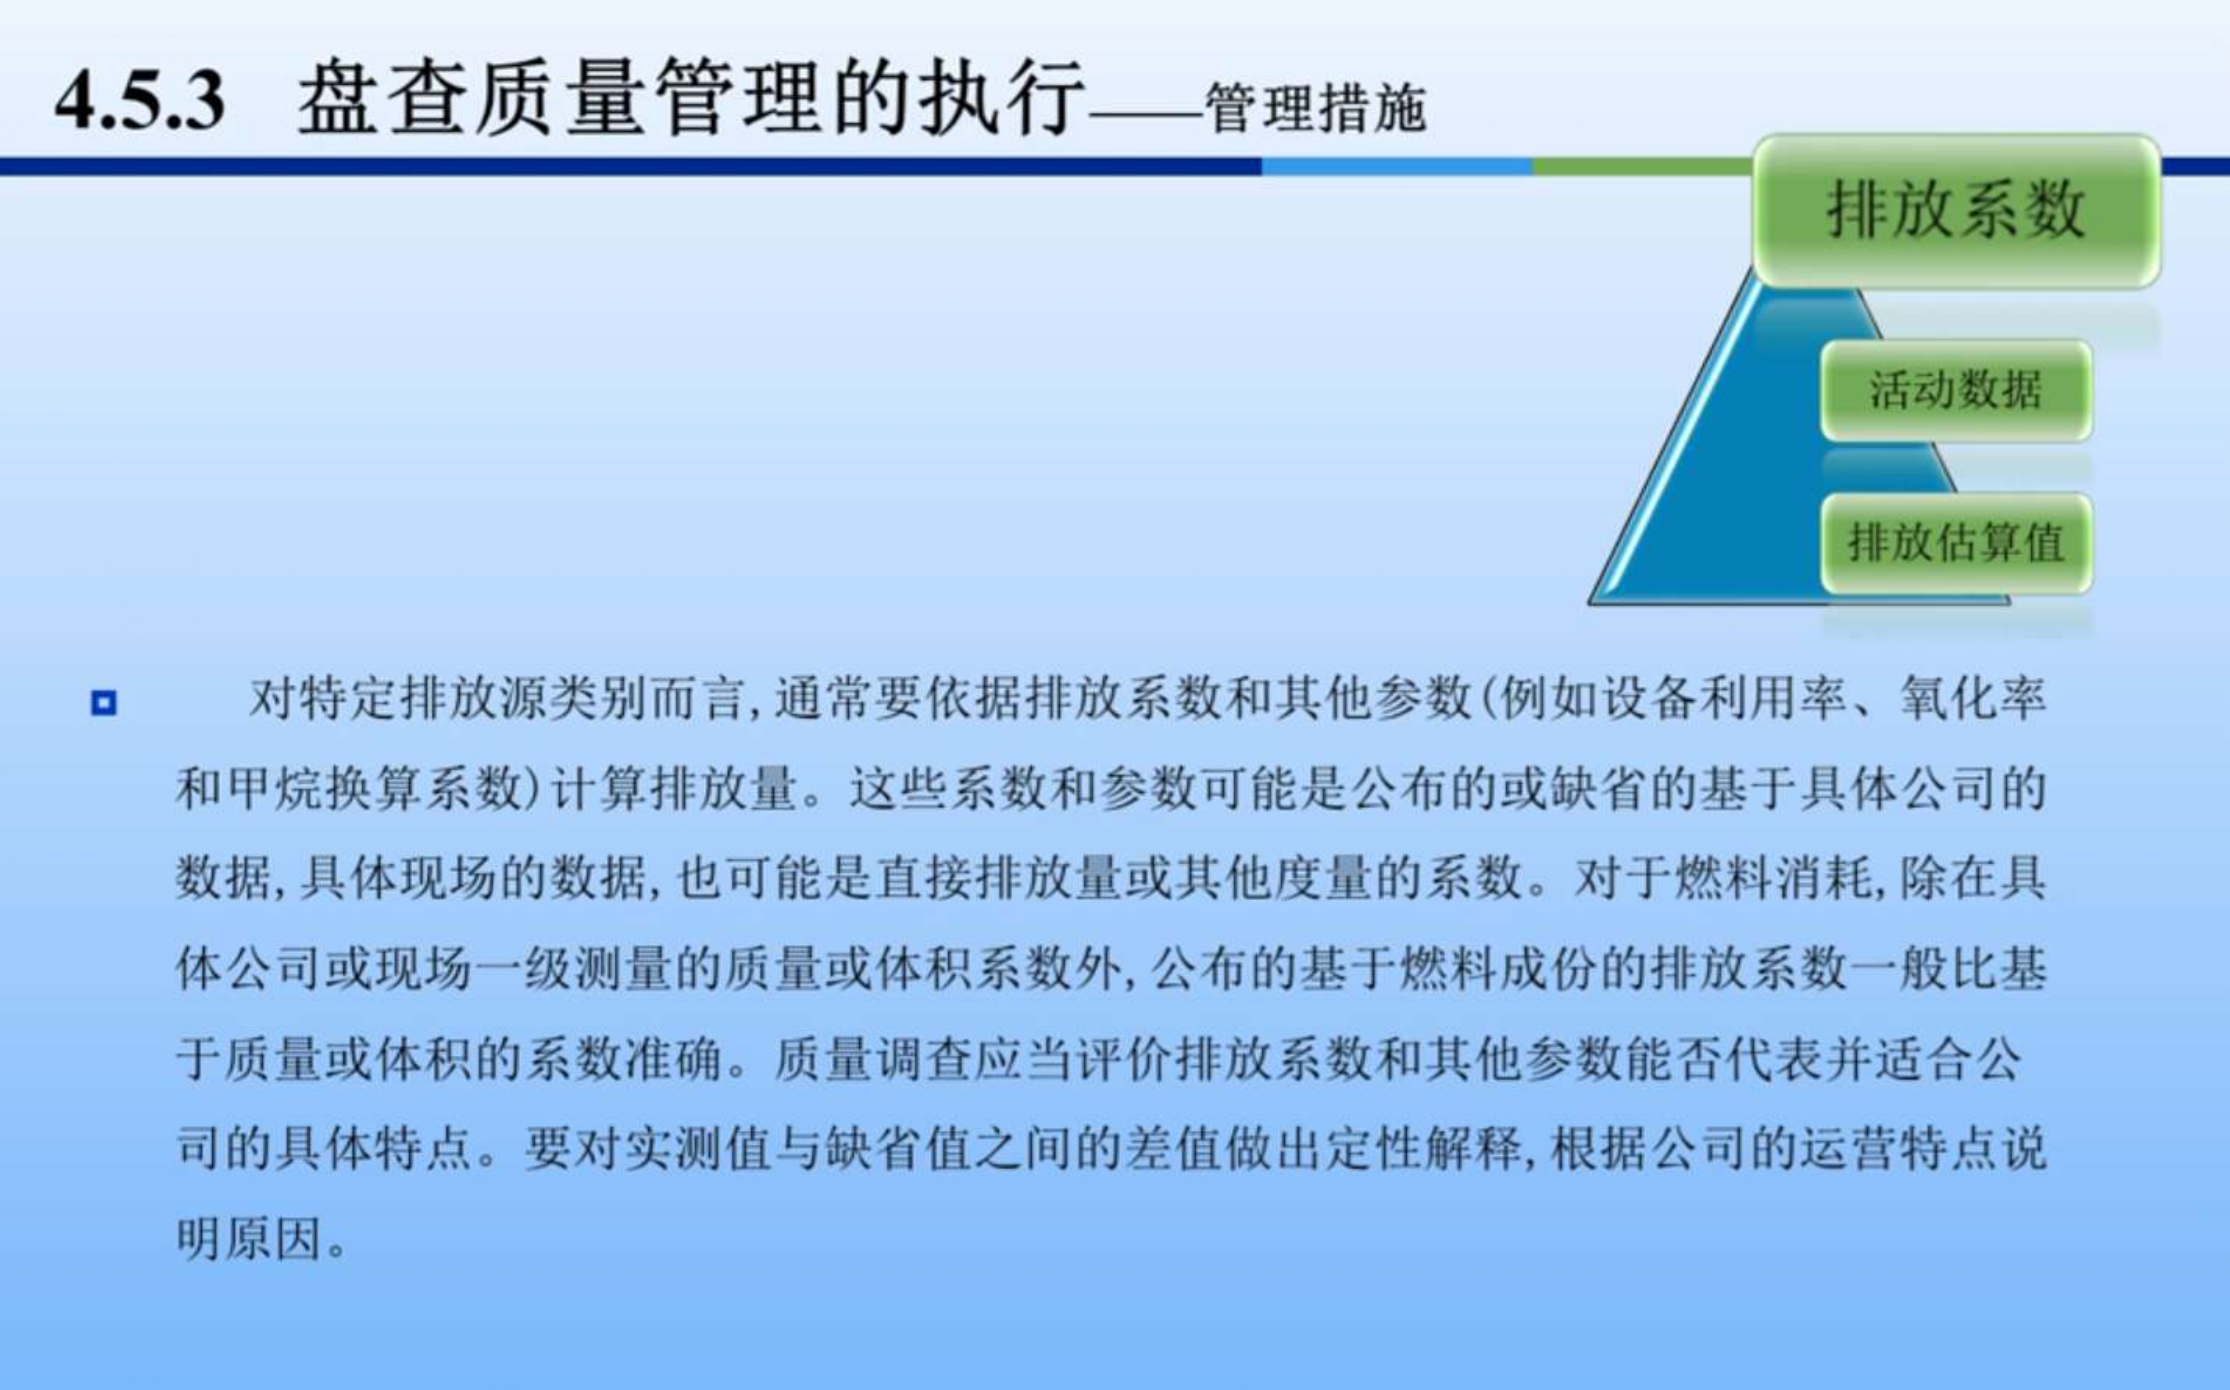 4.5.3 盘查质量管理的执行——管理措施
排放系数
活动数据
排放估算值
对特定排放源类别而言,通常要依据排放系数和其他参数(例如设备利用率、氧化率
和甲烷换算系数)计算排放量。这些系数和参数可能是公布的或缺省的基于具体公司的
数据,具体现场的数据,也可能是直接排放量或其他度量的系数。对于燃料消耗,除在具
体公司或现场一级测量的质量或体积系数外,公布的基于燃料成份的排放系数一般比基
于质量或体积的系数准确。质量调查应当评价排放系数和其他参数能否代表并适合公
司的具体特点。要对实测值与缺省值之间的差值做出定性解释,根据公司的运营特点说
明原因。